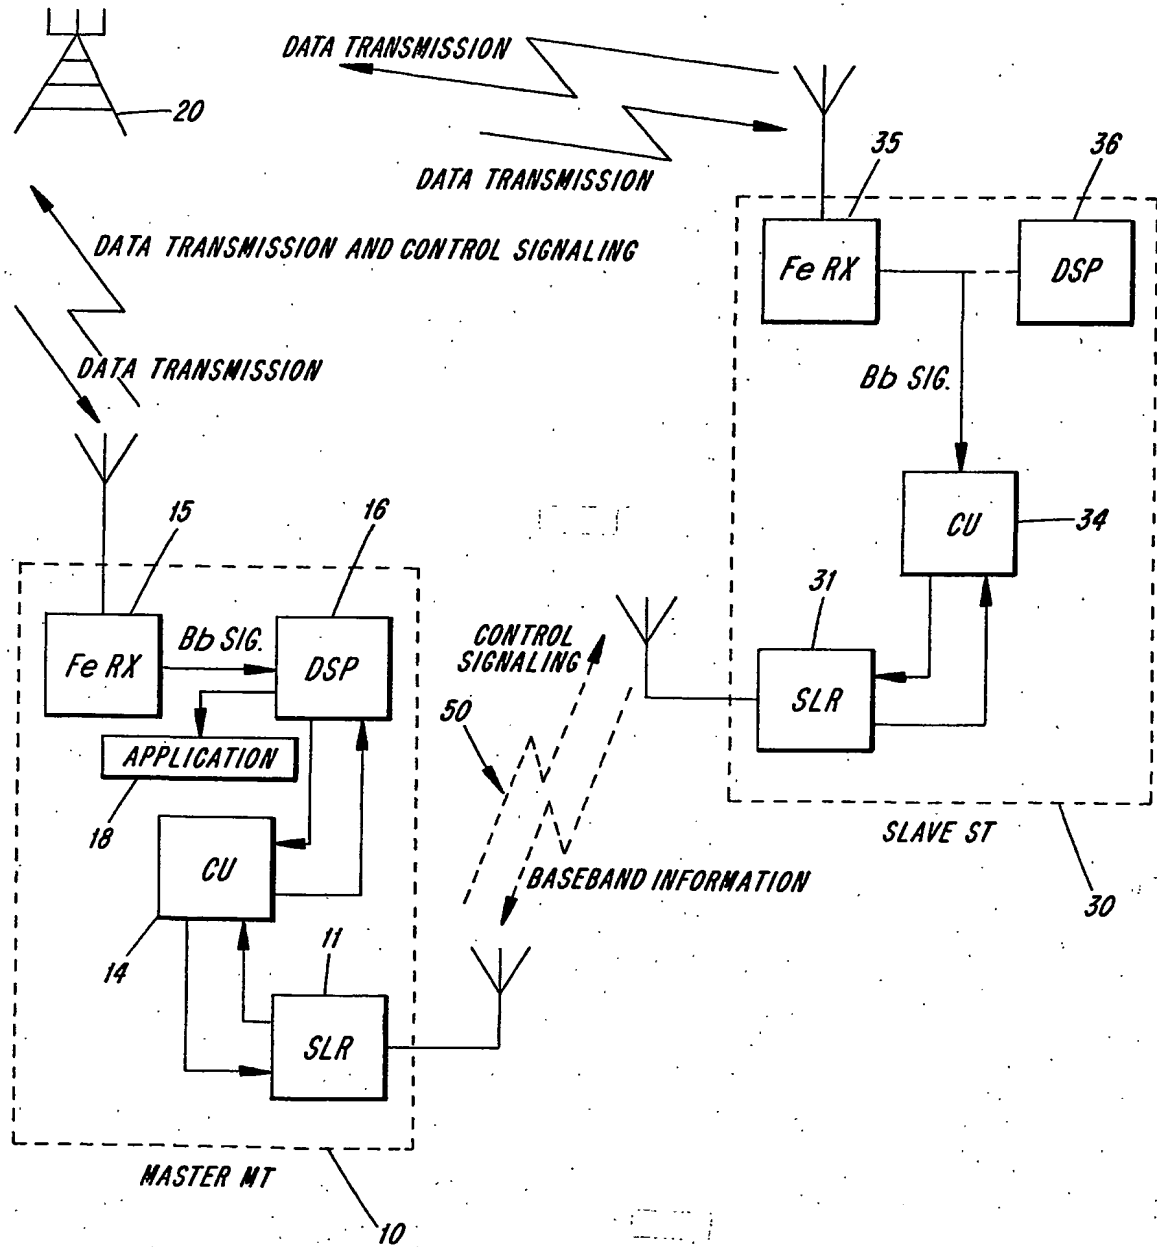 DATA TRANSMISSION
20
DATA TRANSMISSION
35
36
DATA TRANSMISSION AND CONTROL SIGNALING
Fe RX
DSP
DATA TRANSMISSION
Bb SIG.
15
16
CU
34
31
Fe RX
Bb SIG.
DSP
CONTROL
SIGNALING
SLR
50
APPLICATION
18
SLAVE ST
CU
BASEBAND INFORMATION
30
14
11
SLR
MASTER MT
10